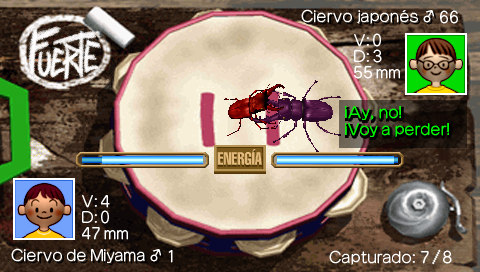 Ciervo japonés ♂ 66
FUERTE
V: 0
D: 3
55 mm
¡Ay, no!
¡Voy a perder!
ENERGÍA
V: 4
D: 0
47 mm
Ciervo de Miyama ♂ 1
Capturado: 7/8